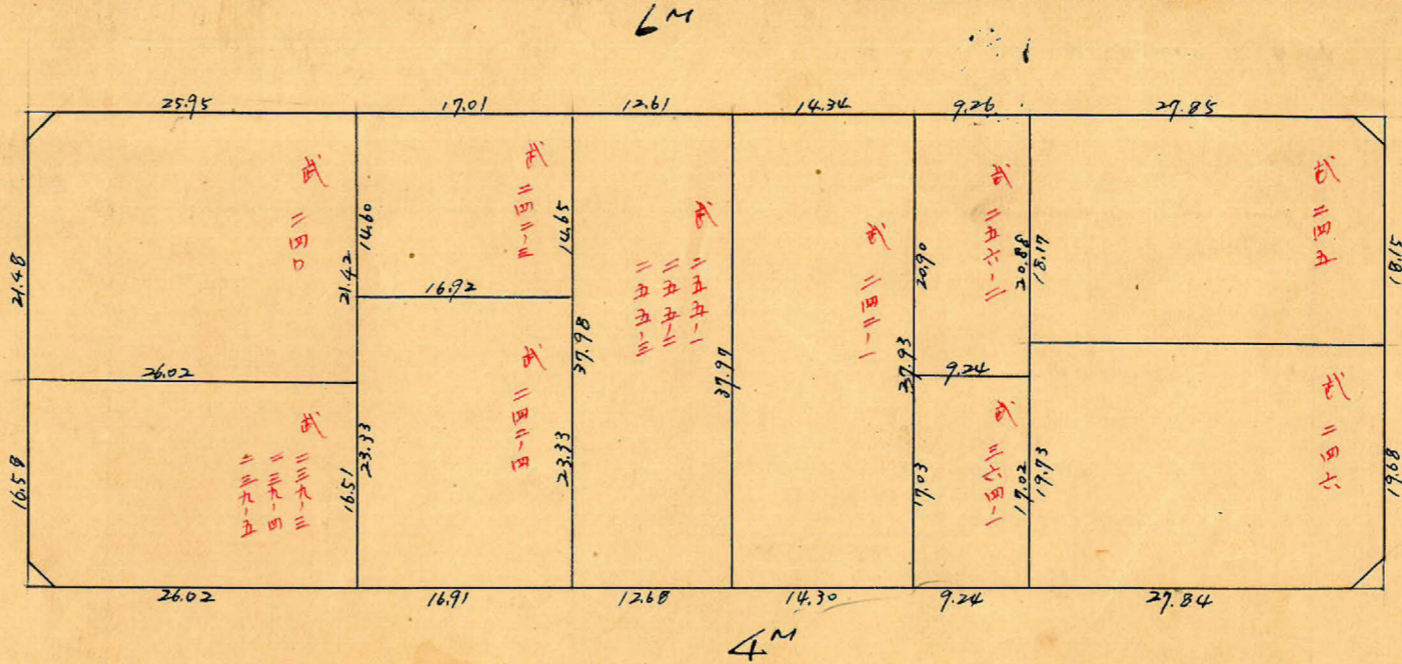 6M
25.95
17.01
12.61
14.34
9.26
27.85
武 二四〇
21.48
21.42
26.02
武 二三九-三
二三九-四
二三九-五
16.58
16.51
26.02
武 二四二-三
14.60
14.65
16.92
武 二四二-四
23.33
23.33
16.91
37.98
武 二五五-一
二五五-二
二五五-三
37.97
12.68
武 二四二-一
37.93
14.30
武 二五六-二
20.90
20.88
9.24
武 三六四-一
17.03
17.02
9.24
武 二四五
18.17
18.15
武 二四六
19.73
19.68
27.84
4M